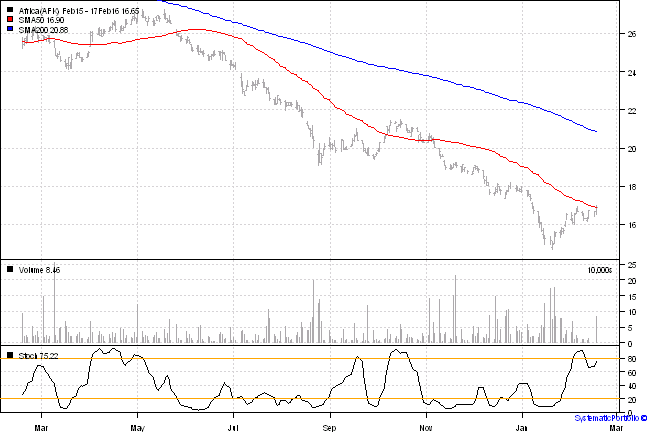 Africa(AFK) Feb15 - 17Feb16 16.65
SMA50 16.90
SMA200 20.88
26
24
22
20
18
16
Volume 8.46
10,000s
25
20
15
10
5
0
Stoch 75.22
80
60
40
20
0
SystematicPortfolio ©
Mar May Jul Sep Nov Jan Mar